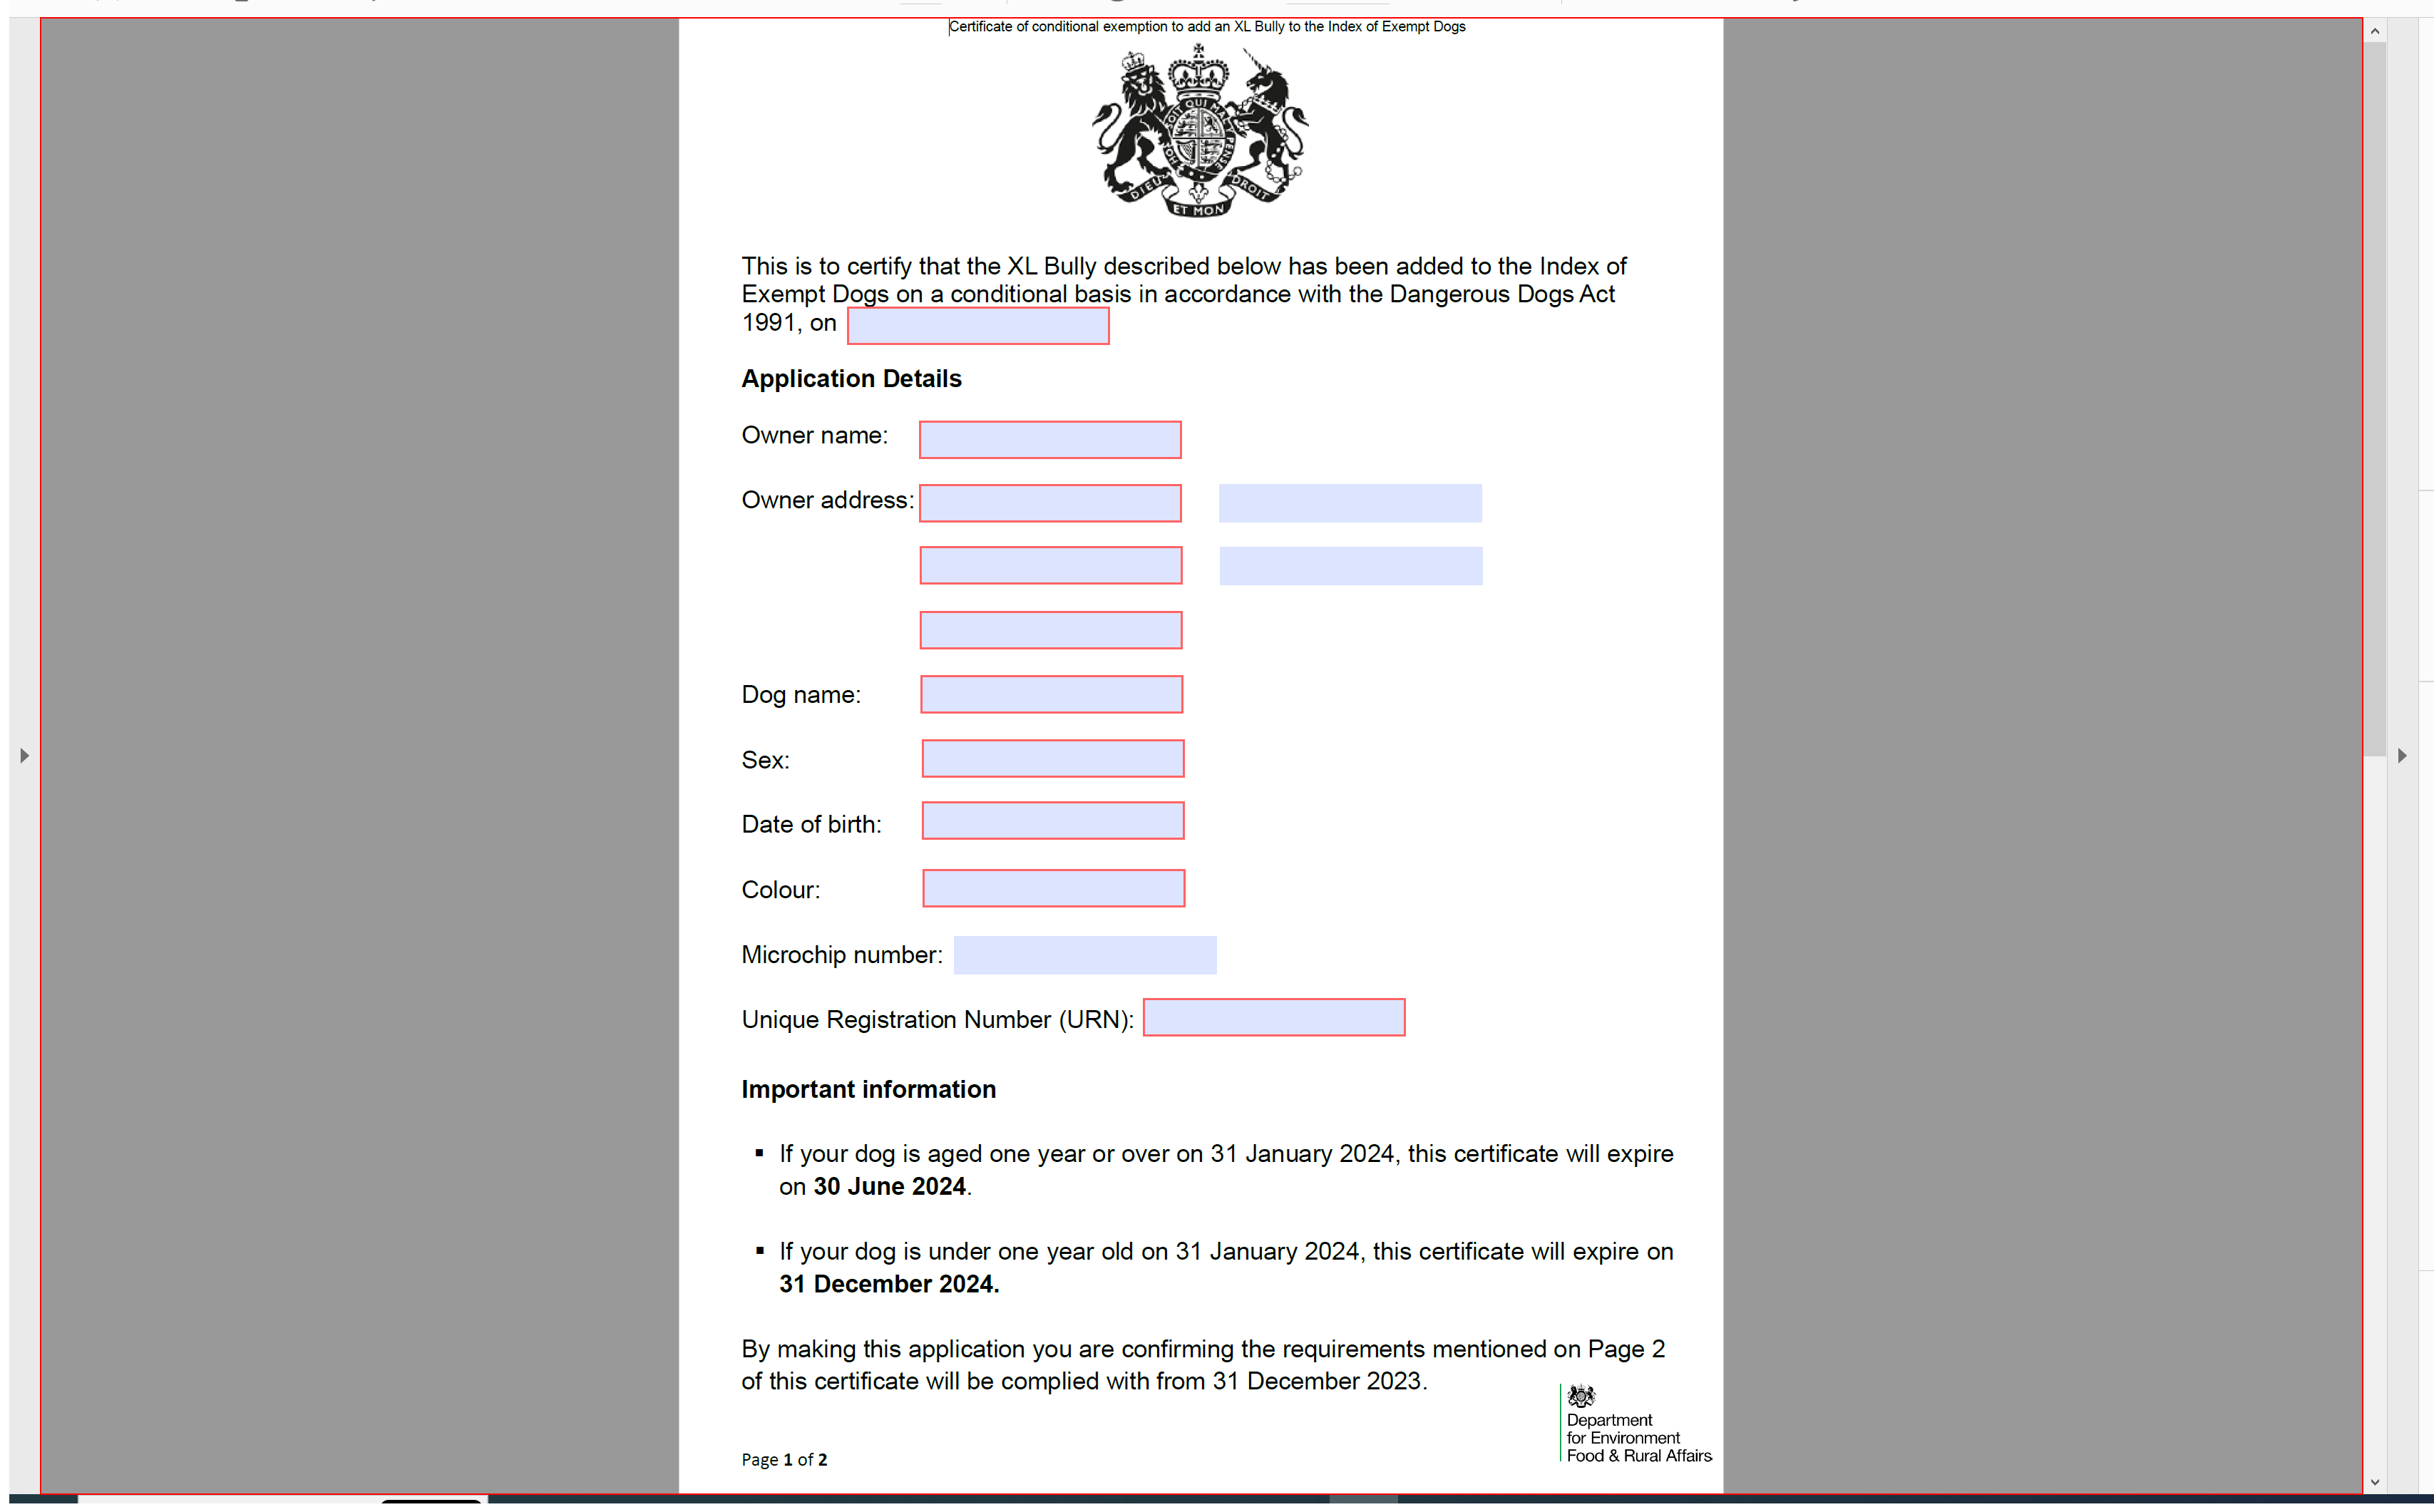 Certificate of conditional exemption to add an XL Bully to the Index of Exempt Dogs
SOIT QUI MAL
PENSE
HO
DIEU
ET MON
DROIT
This is to certify that the XL Bully described below has been added to the Index of
Exempt Dogs on a conditional basis in accordance with the Dangerous Dogs Act
1991, on
Application Details
Owner name:
Owner address:
Dog name:
Sex:
Date of birth:
Colour:
Microchip number:
Unique Registration Number (URN):
Important information
▪ If your dog is aged one year or over on 31 January 2024, this certificate will expire
on 30 June 2024.
▪ If your dog is under one year old on 31 January 2024, this certificate will expire on
31 December 2024.
By making this application you are confirming the requirements mentioned on Page 2
of this certificate will be complied with from 31 December 2023.
Department
for Environment
Food & Rural Affairs
Page 1 of 2